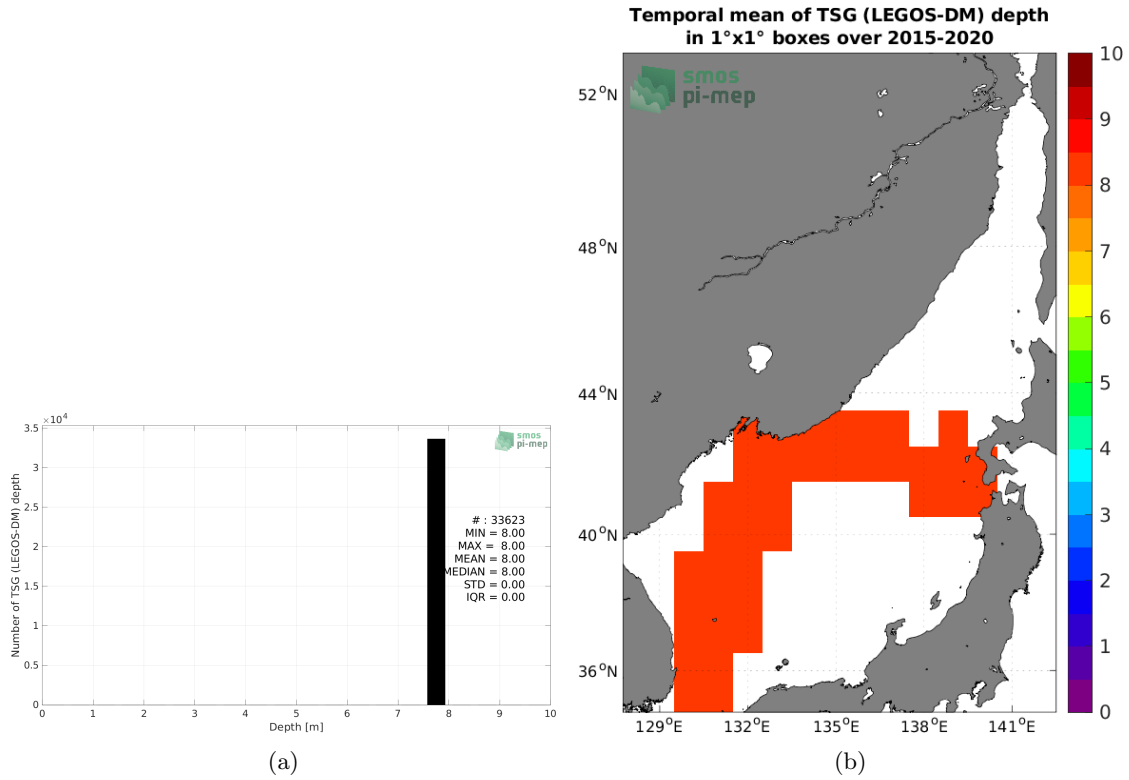 Temporal mean of TSG (LEGOS-DM) depth
in 1°x1° boxes over 2015-2020
smos
pi-mep
52°N
48°N
44°N
40°N
36°N
129°E
132°E
135°E
138°E
141°E
10
9
8
7
6
5
4
3
2
1
0
×10⁴
3.5
3
2.5
2
1.5
1
0.5
0
Number of TSG (LEGOS-DM) depth
smos
pi-mep
# : 33623
MIN = 8.00
MAX = 8.00
MEAN = 8.00
MEDIAN = 8.00
STD = 0.00
IQR = 0.00
0
1
2
3
4
5
6
7
8
9
10
Depth [m]
(a)
(b)